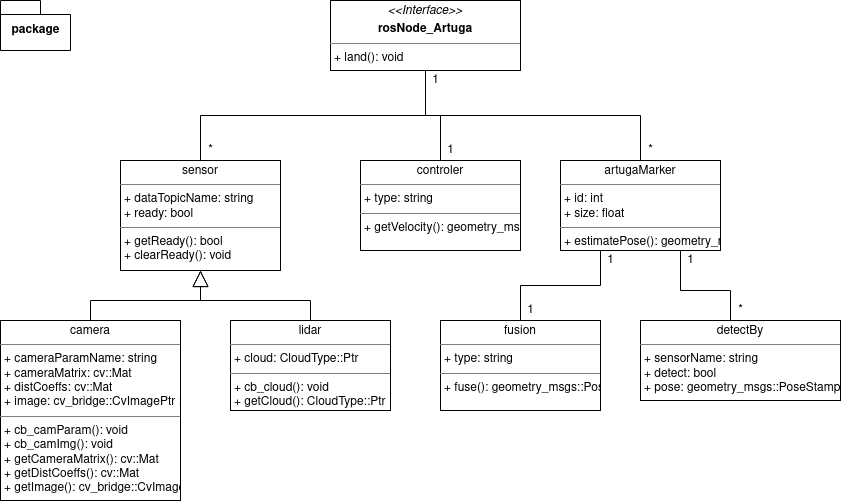 package
<<Interface>>
rosNode_Artuga
+ land(): void
1
*
1
*
sensor
+ dataTopicName: string
+ ready: bool
+ getReady(): bool
+ clearReady(): void
controler
+ type: string
+ getVelocity(): geometry_ms
artugaMarker
+ id: int
+ size: float
+ estimatePose(): geometry_r
1
1
1
*
camera
+ cameraParamName: string
+ cameraMatrix: cv::Mat
+ distCoeffs: cv::Mat
+ image: cv_bridge::CvImagePtr
+ cb_camParam(): void
+ cb_camImg(): void
+ getCameraMatrix(): cv::Mat
+ getDistCoeffs(): cv::Mat
+ getImage(): cv_bridge::CvImag
lidar
+ cloud: CloudType::Ptr
+ cb_cloud(): void
+ getCloud(): CloudType::Ptr
fusion
+ type: string
+ fuse(): geometry_msgs::Pos
detectBy
+ sensorName: string
+ detect: bool
+ pose: geometry_msgs::PoseStamp